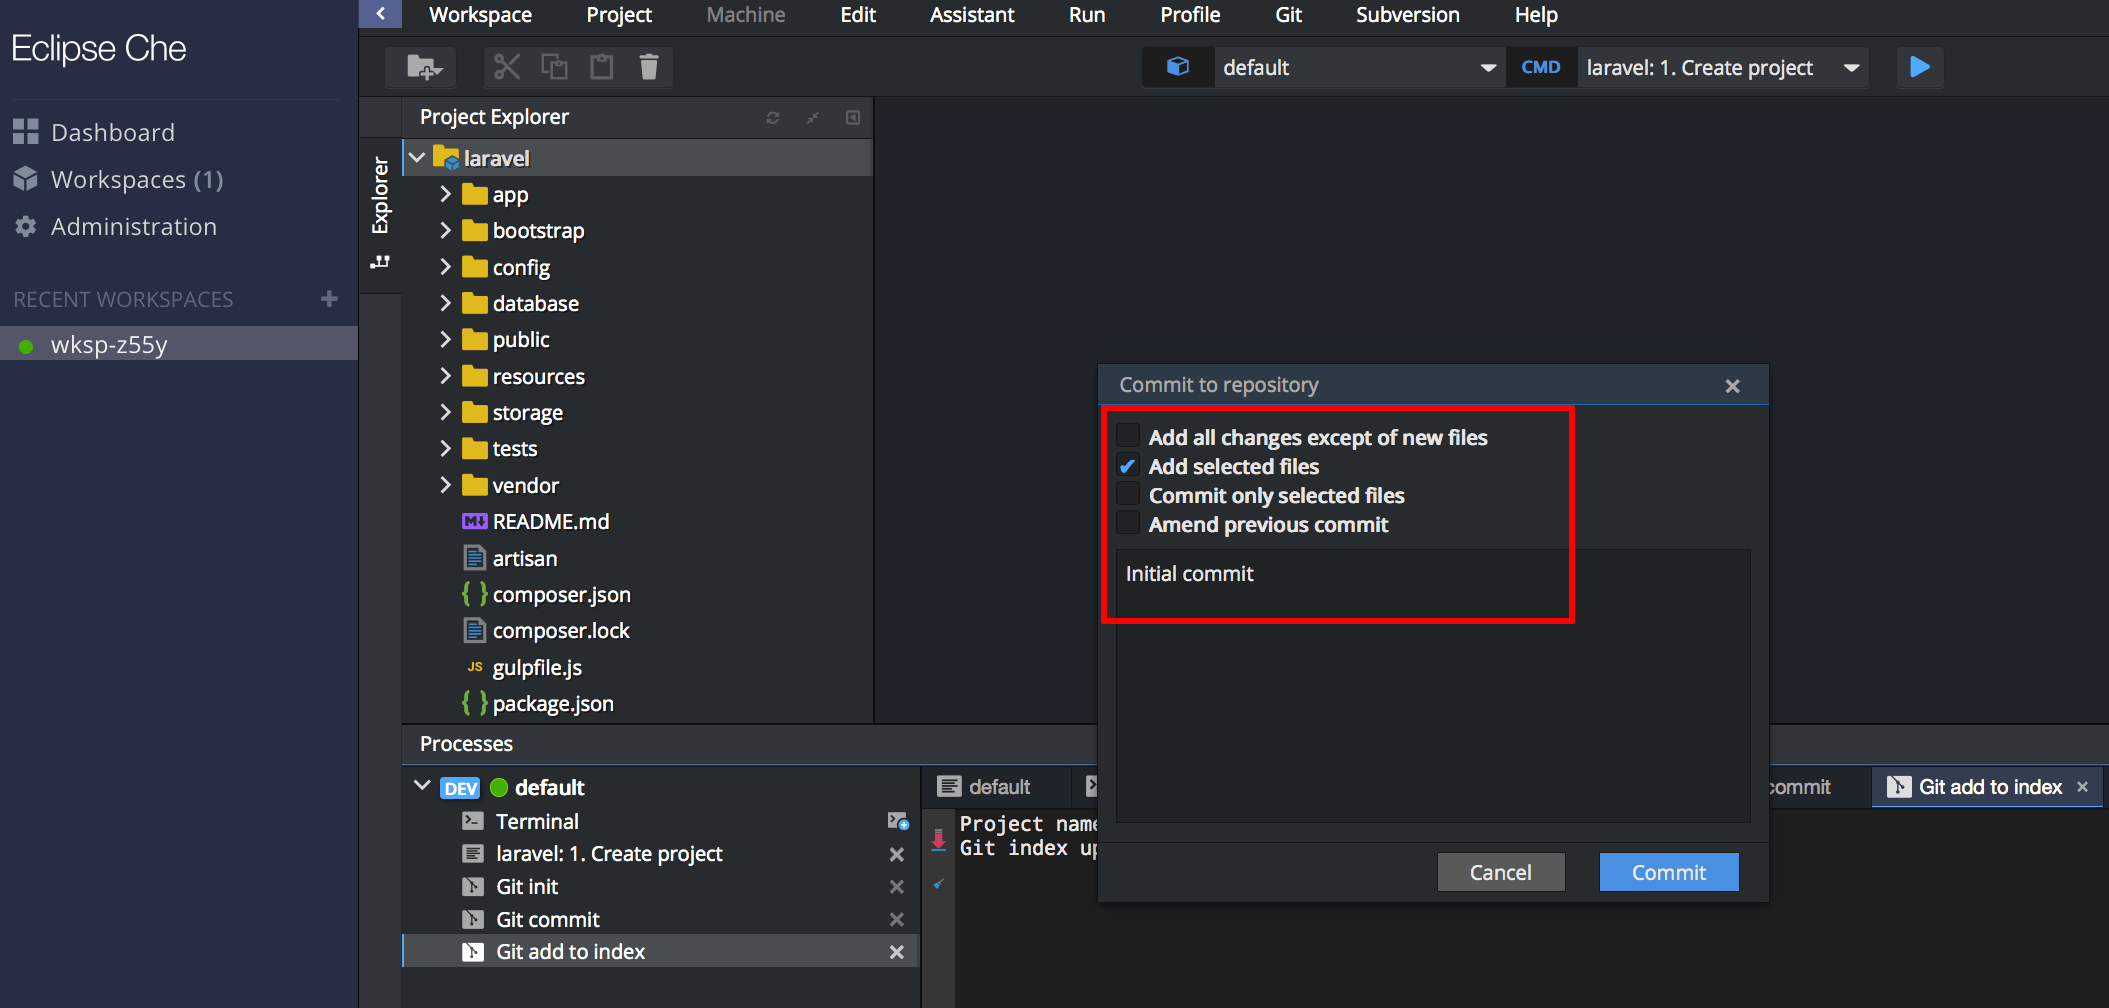 Eclipse Che
Dashboard
Workspaces (1)
Administration
RECENT WORKSPACES +
wksp-z55y
Workspace Project Machine Edit Assistant Run Profile Git Subversion Help
default CMD laravel: 1. Create project
Explorer
Project Explorer
laravel
app
bootstrap
config
database
public
resources
storage
tests
vendor
README.md
artisan
composer.json
composer.lock
JS gulpfile.js
package.json
Commit to repository
Add all changes except of new files
Add selected files
Commit only selected files
Amend previous commit
Initial commit
Cancel Commit
Processes
DEV default
Terminal
laravel: 1. Create project
Git init
Git commit
Git add to index
default Git add to index
Project name
Git index